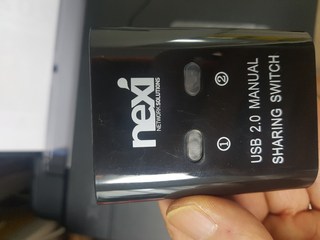 nexi
NETWORK SOLUTIONS
① ②
USB 2.0 MANUAL
SHARING SWITCH